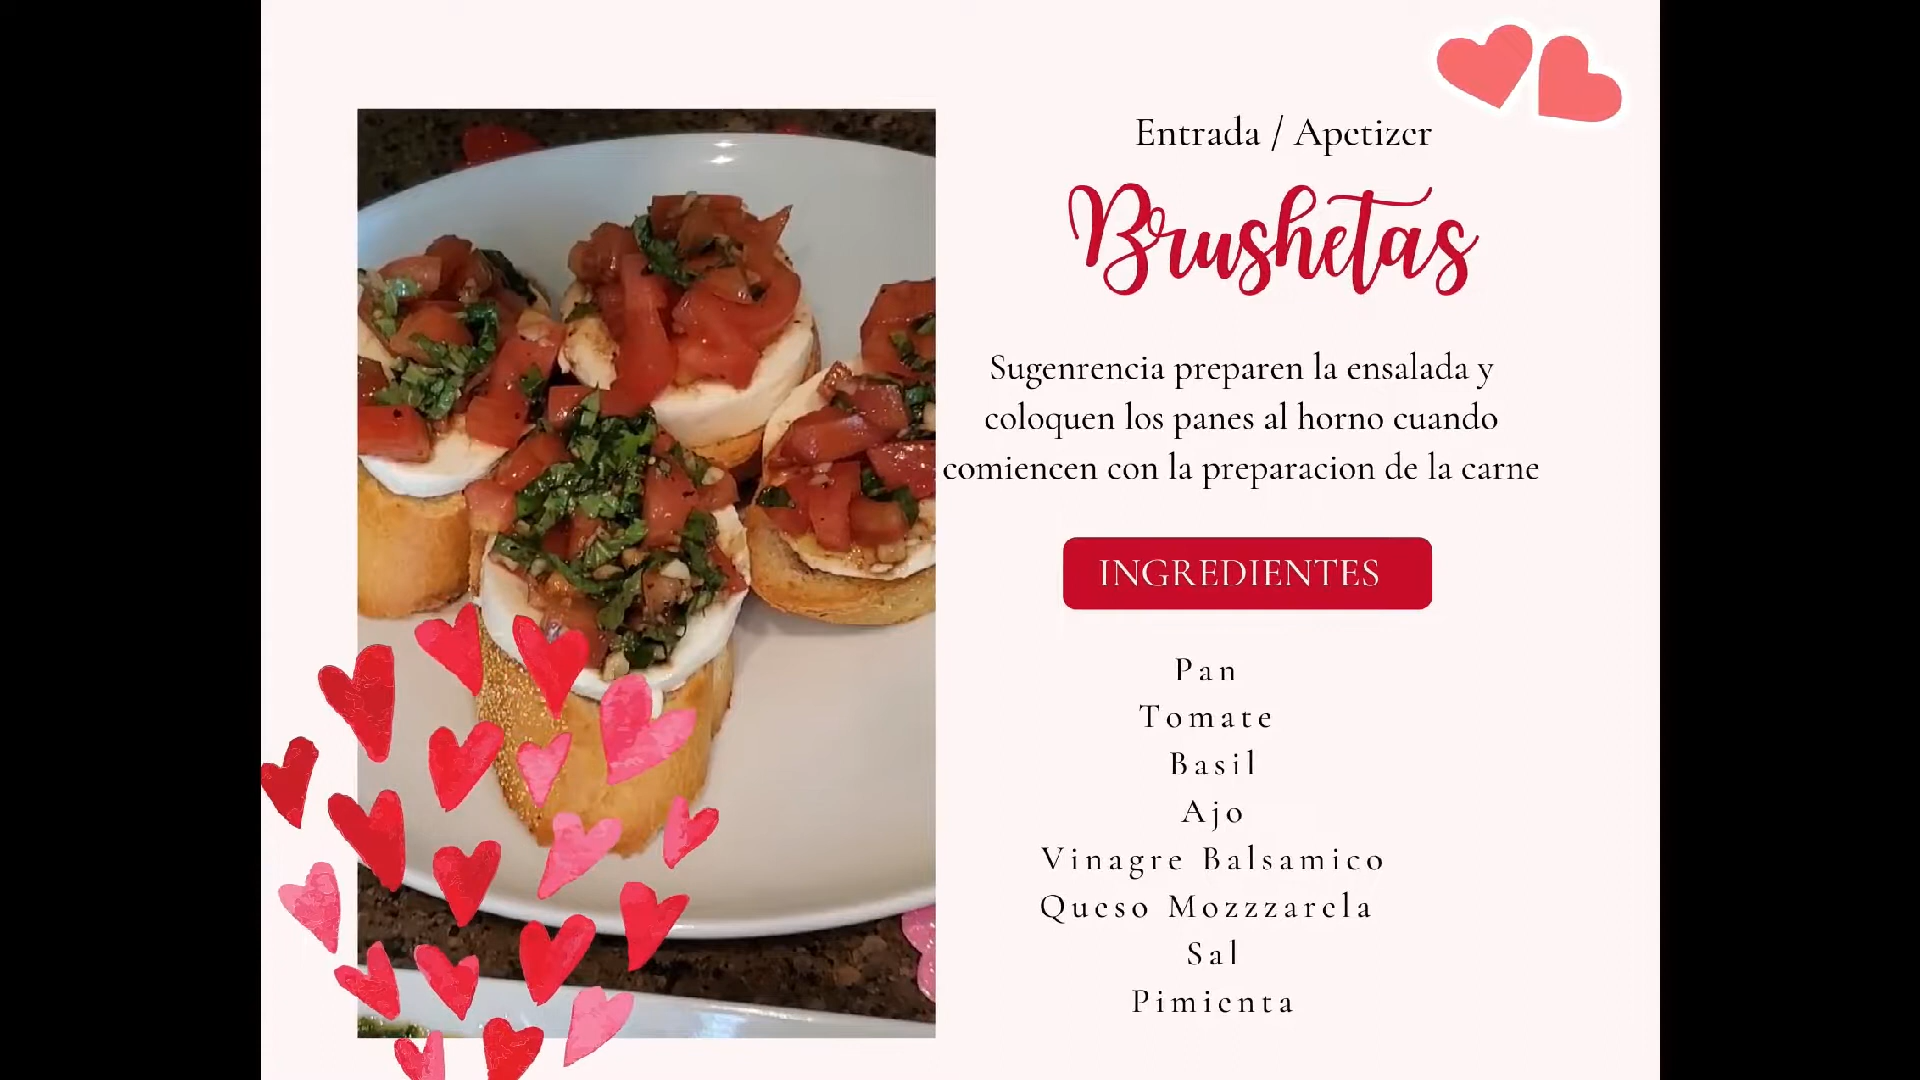 Entrada / Apetizer
Brushetas
Sugenrencia preparen la ensalada y
coloquen los panes al horno cuando
comiencen con la preparacion de la carne
INGREDIENTES
Pan
Tomate
Basil
Ajo
Vinagre Balsamico
Queso Mozzzarela
Sal
Pimienta